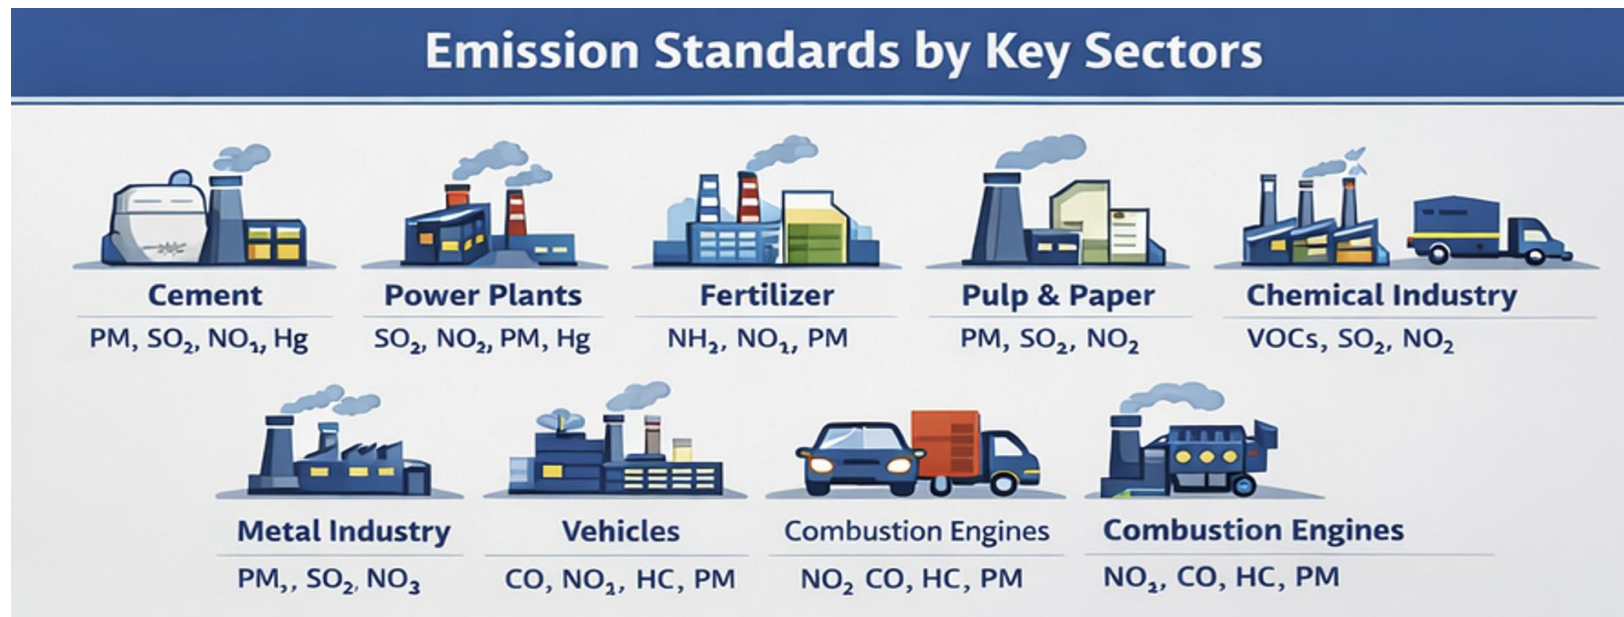 Emission Standards by Key Sectors
Cement
PM, SO₂, NO₁, Hg
Power Plants
SO₂, NO₂, PM, Hg
Fertilizer
NH₂, NO₁, PM
Pulp & Paper
PM, SO₂, NO₂
Chemical Industry
VOCs, SO₂, NO₂
Metal Industry
PM,, SO₂, NO₃
Vehicles
CO, NO₂, HC, PM
Combustion Engines
NO₂ CO, HC, PM
Combustion Engines
NO₂, CO, HC, PM